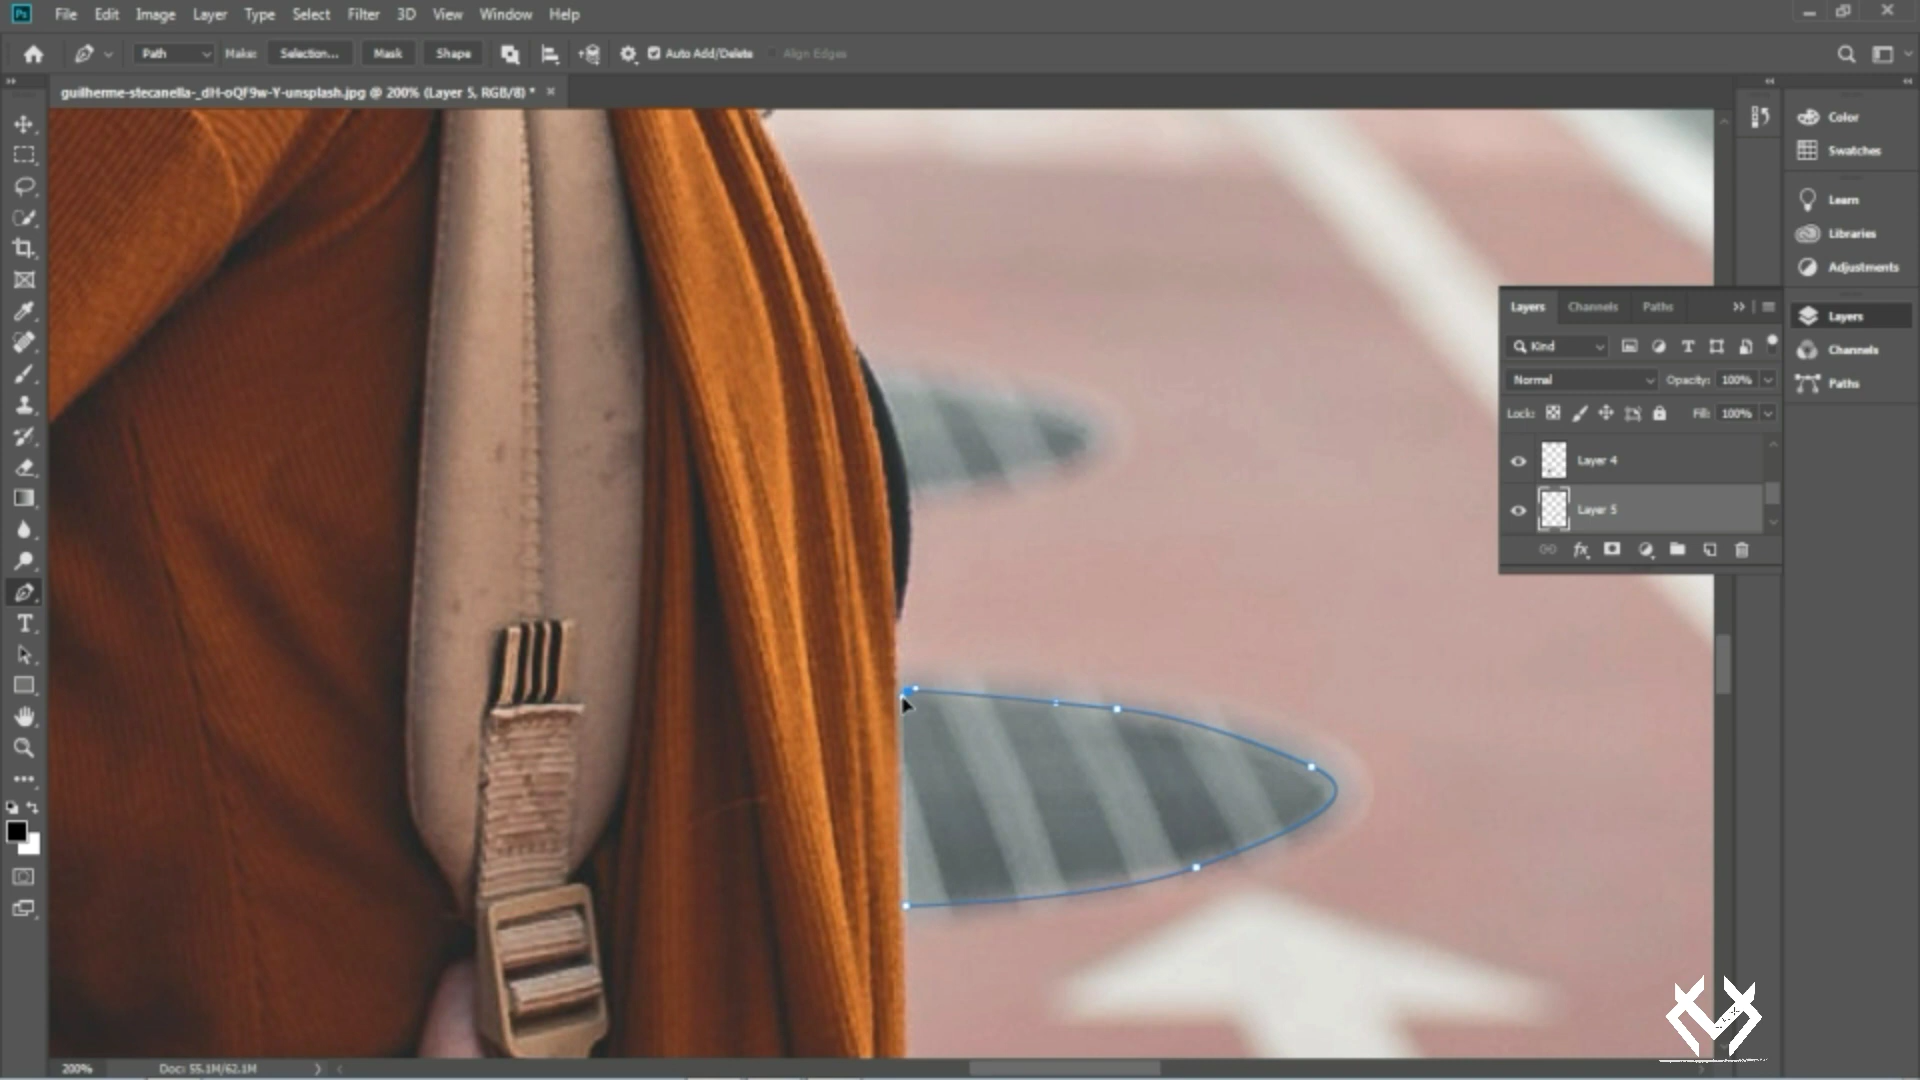 Ps File Edit Image Layer Type Select Filter 3D View Window Help
Path Make: Selection... Mask Shape Auto Add/Delete Align Edges
guilherme-stecanella-_dH-oQF9w-Y-unsplash.jpg @ 200% (Layer 5, RGB/8) *
Color
Swatches
Learn
Libraries
Adjustments
Layers
Channels
Paths
Layers Channels Paths
Kind
Normal Opacity: 100%
Lock: Fill: 100%
Layer 4
Layer 5
200% Doc: 55.1M/62.1M